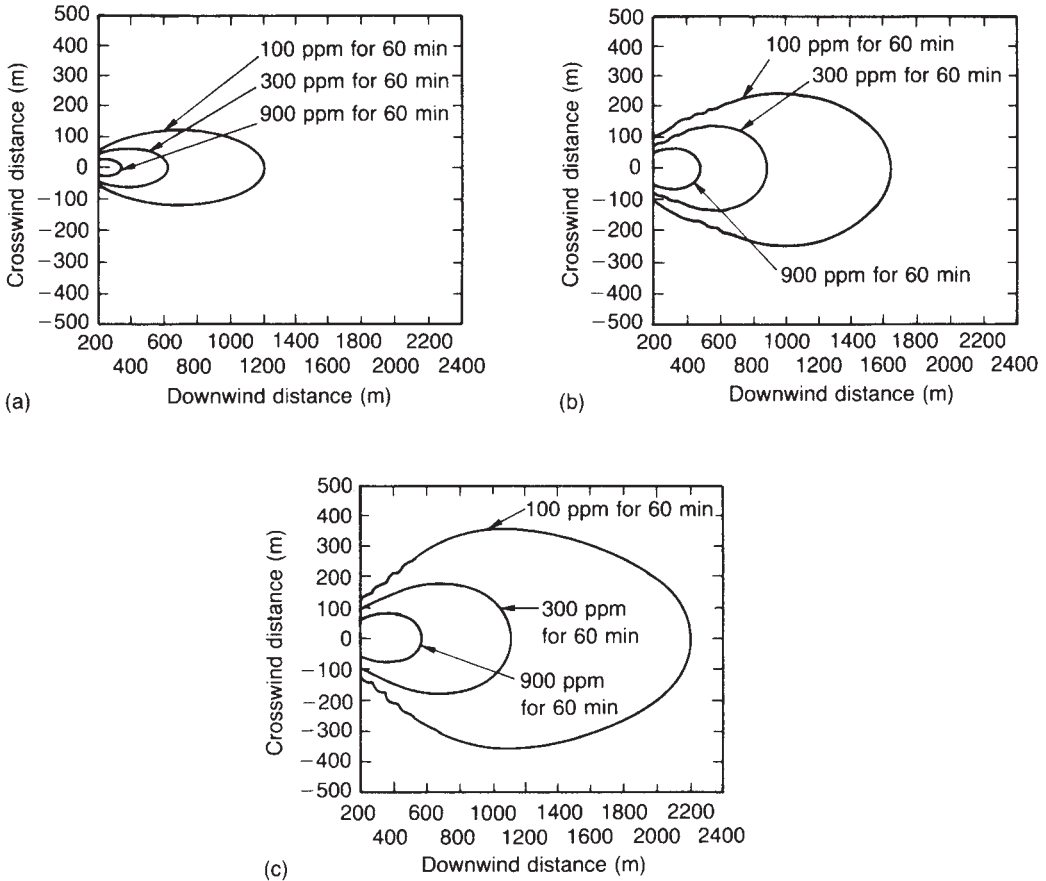 500
400
300
200
100
0
−100
−200
−300
−400
−500
Crosswind distance (m)
100 ppm for 60 min
300 ppm for 60 min
900 ppm for 60 min
200 600 1000 1400 1800 2200
400 800 1200 1600 2000 2400
Downwind distance (m)
(a)
500
400
300
200
100
0
−100
−200
−300
−400
−500
Crosswind distance (m)
100 ppm for 60 min
300 ppm for 60 min
900 ppm for 60 min
200 600 1000 1400 1800 2200
400 800 1200 1600 2000 2400
Downwind distance (m)
(b)
500
400
300
200
100
0
−100
−200
−300
−400
−500
Crosswind distance (m)
100 ppm for 60 min
300 ppm
for 60 min
900 ppm
for 60 min
200 600 1000 1400 1800 2200
400 800 1200 1600 2000 2400
Downwind distance (m)
(c)